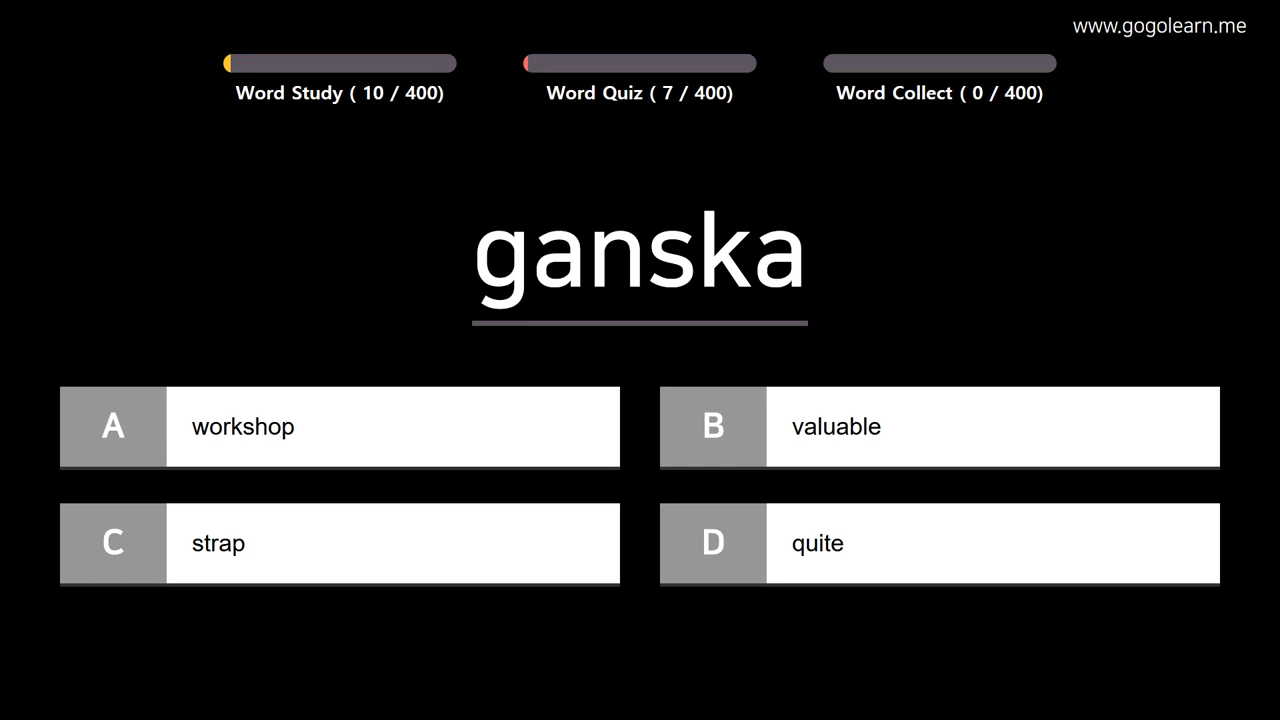 www.gogolearn.me
Word Study ( 10 / 400)
Word Quiz ( 7 / 400)
Word Collect ( 0 / 400)
ganska
A workshop
B valuable
C strap
D quite